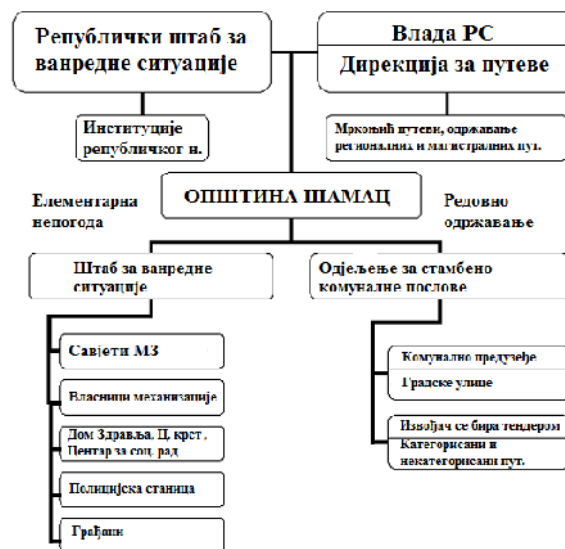 Републички штаб за
ванредне ситуације
Влада РС
Дирекција за путеве
Институције
републичког н.
Мркоњић путеви, одржавање
регионалних и магистралних пут.
Елементарна
непогода
ОПШТИНА ШАМАЦ
Редовно
одржавање
Штаб за ванредне
ситуације
Одјељење за стамбено
комуналне послове
Савјети МЗ
Власници механизације
Дом Здравља, Ц. крст ,
Центар за соц. рад
Полицијска станица
Грађани
Комунално предузеће
Градске улице
Извођач се бира тендером
Категорисани и
некатегорисани пут.